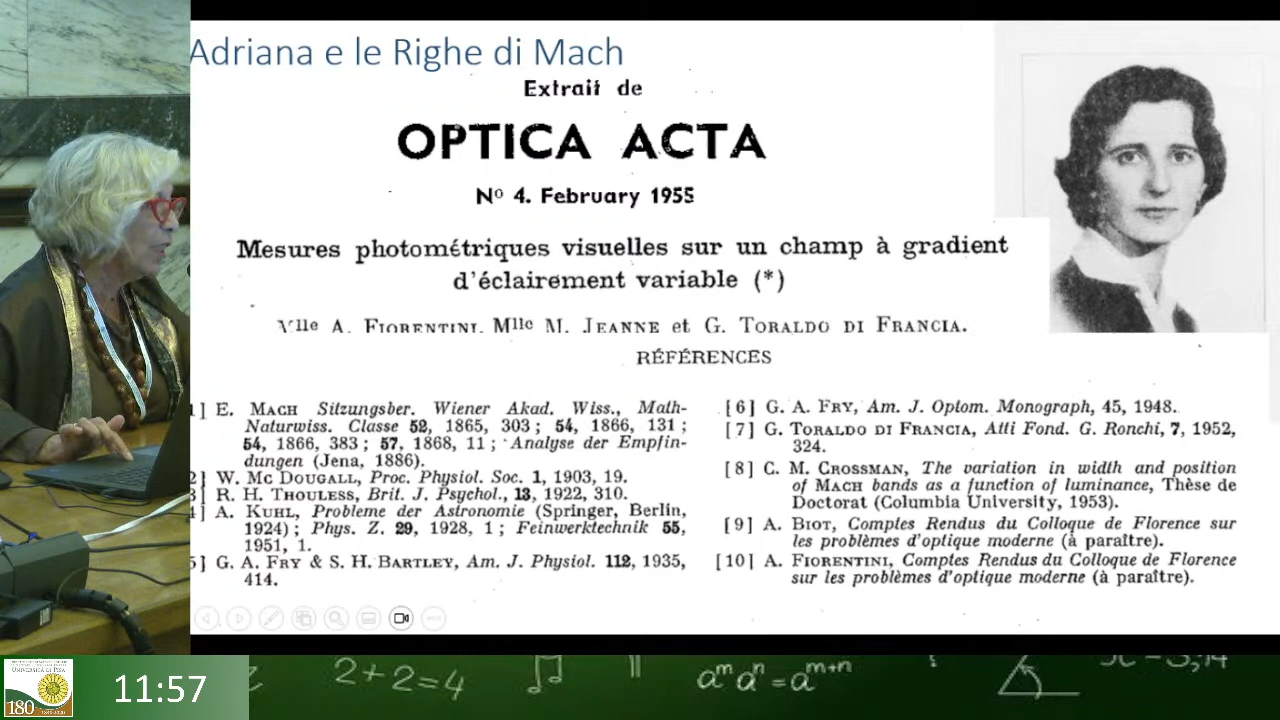 Adriana e le Righe di Mach
Extrait de
OPTICA ACTA
Nº 4. February 1955
Mesures photométriques visuelles sur un champ à gradient
d'éclairement variable (*)
Mlle A. FIORENTINI. Mlle M. JEANNE et G. TORALDO DI FRANCIA.
RÉFÉRENCES
1] E. MACH Sitzungsber. Wiener Akad. Wiss., Math-
Naturwiss. Classe 52, 1865, 303 ; 54, 1866, 131 ;
54, 1866, 383 ; 57, 1868, 11 ; Analyse der Empfin-
dungen (Jena, 1886).
2] W. MC DOUGALL, Proc. Physiol. Soc. 1, 1903, 19.
3] R. H. THOULESS, Brit. J. Psychol., 13, 1922, 310.
4] A. KUHL, Probleme der Astronomie (Springer, Berlin,
1924) ; Phys. Z. 29, 1928, 1 ; Feinwerktechnik 55,
1951, 1.
5] G. A. FRY & S. H. BARTLEY, Am. J. Physiol. 112, 1935,
414.
[6] G. A. FRY, Am. J. Optom. Monograph, 45, 1948.
[7] G. TORALDO DI FRANCIA, Atti Fond. G. Ronchi, 7, 1952,
324.
[8] C. M. CROSSMAN, The variation in width and position
of MACH bands as a function of luminance, Thèse de
Doctorat (Columbia University, 1953).
[9] A. BIOT, Comptes Rendus du Colloque de Florence sur
les problèmes d'optique moderne (à paraître).
[10] A. FIORENTINI, Comptes Rendus du Colloque de Florence
sur les problèmes d'optique moderne (à paraître).
UNIVERSITÀ DI PISA
180
11:57
2+2=4
aᵐaⁿ=aᵐ⁺ⁿ